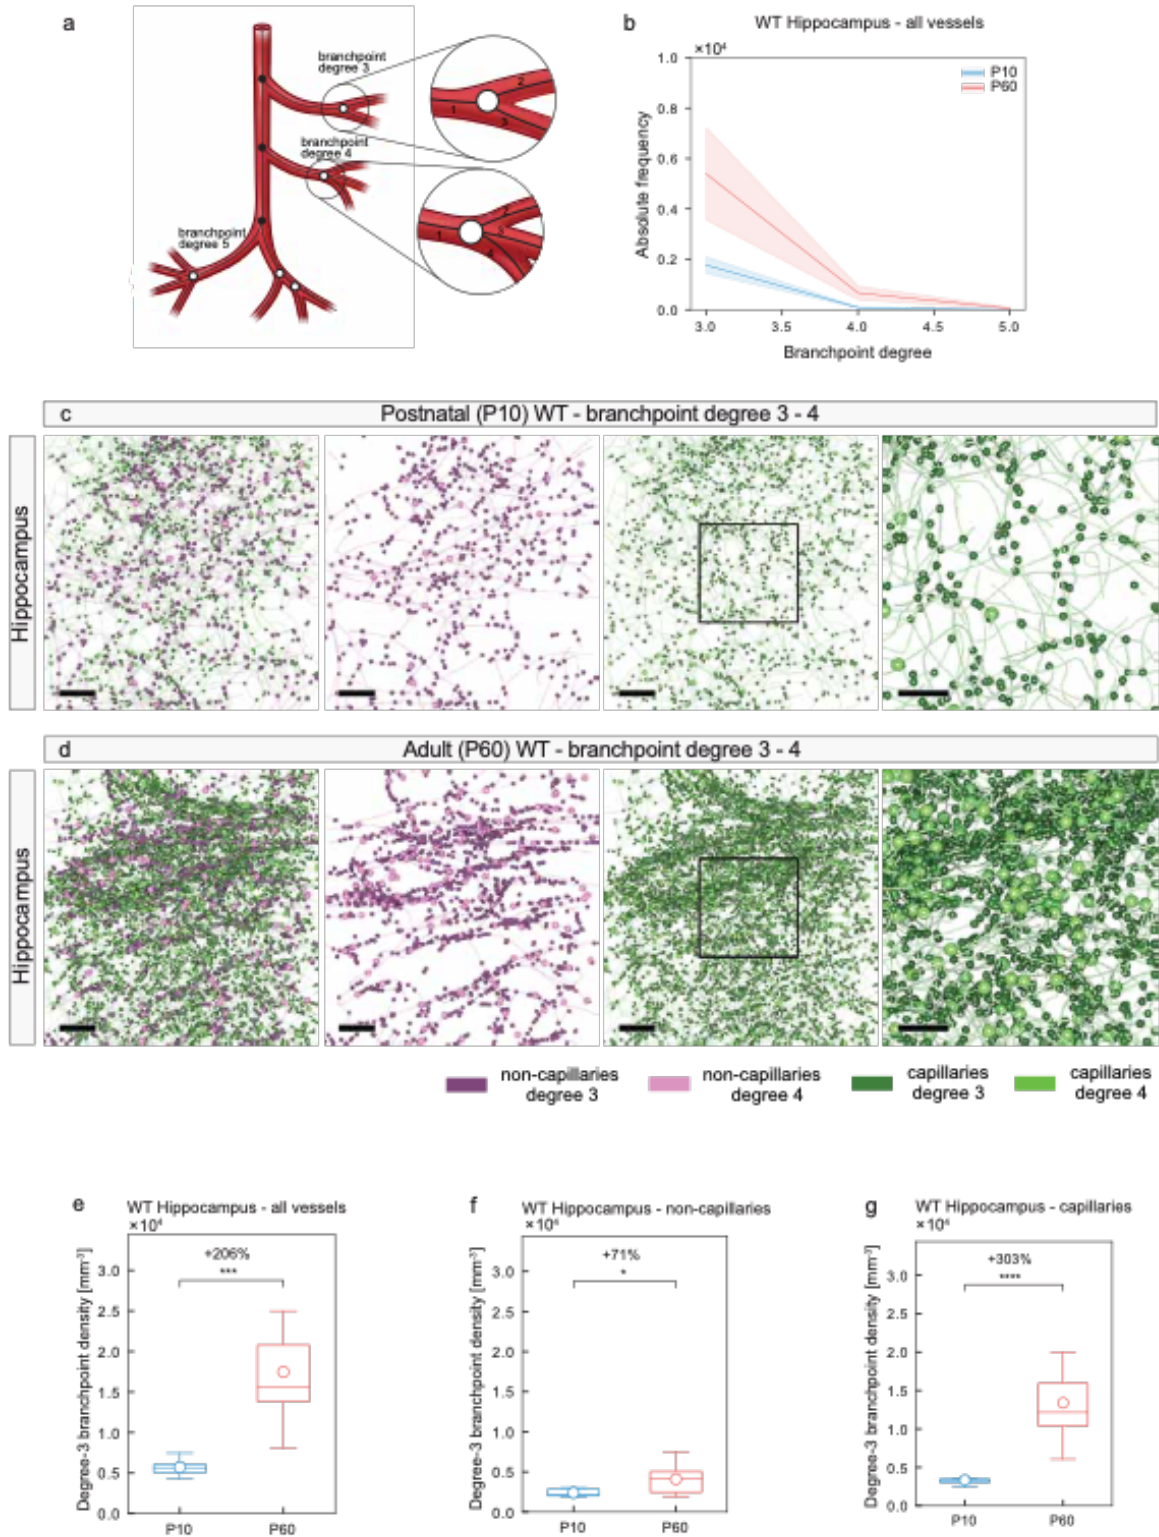 a
branchpoint
degree 3
2
1
3
branchpoint
degree 4
2
3
1
4
branchpoint
degree 5
b
WT Hippocampus - all vessels
×10⁴
1.0
0.8
0.6
0.4
0.2
0.0
Absolute frequency
P10
P60
3.0
3.5
4.0
4.5
5.0
Branchpoint degree
c
Postnatal (P10) WT - branchpoint degree 3 - 4
Hippocampus
d
Adult (P60) WT - branchpoint degree 3 - 4
Hippocampus
non-capillaries
degree 3
non-capillaries
degree 4
capillaries
degree 3
capillaries
degree 4
e
WT Hippocampus - all vessels
×10⁴
Degree-3 branchpoint density [mm⁻³]
3.0
2.5
2.0
1.5
1.0
0.5
0.0
+206%
***
P10
P60
f
WT Hippocampus - non-capillaries
×10⁴
Degree-3 branchpoint density [mm⁻³]
3.0
2.5
2.0
1.5
1.0
0.5
0.0
+71%
*
P10
P60
g
WT Hippocampus - capillaries
×10⁴
Degree-3 branchpoint density [mm⁻³]
3.0
2.5
2.0
1.5
1.0
0.5
0.0
+303%
****
P10
P60